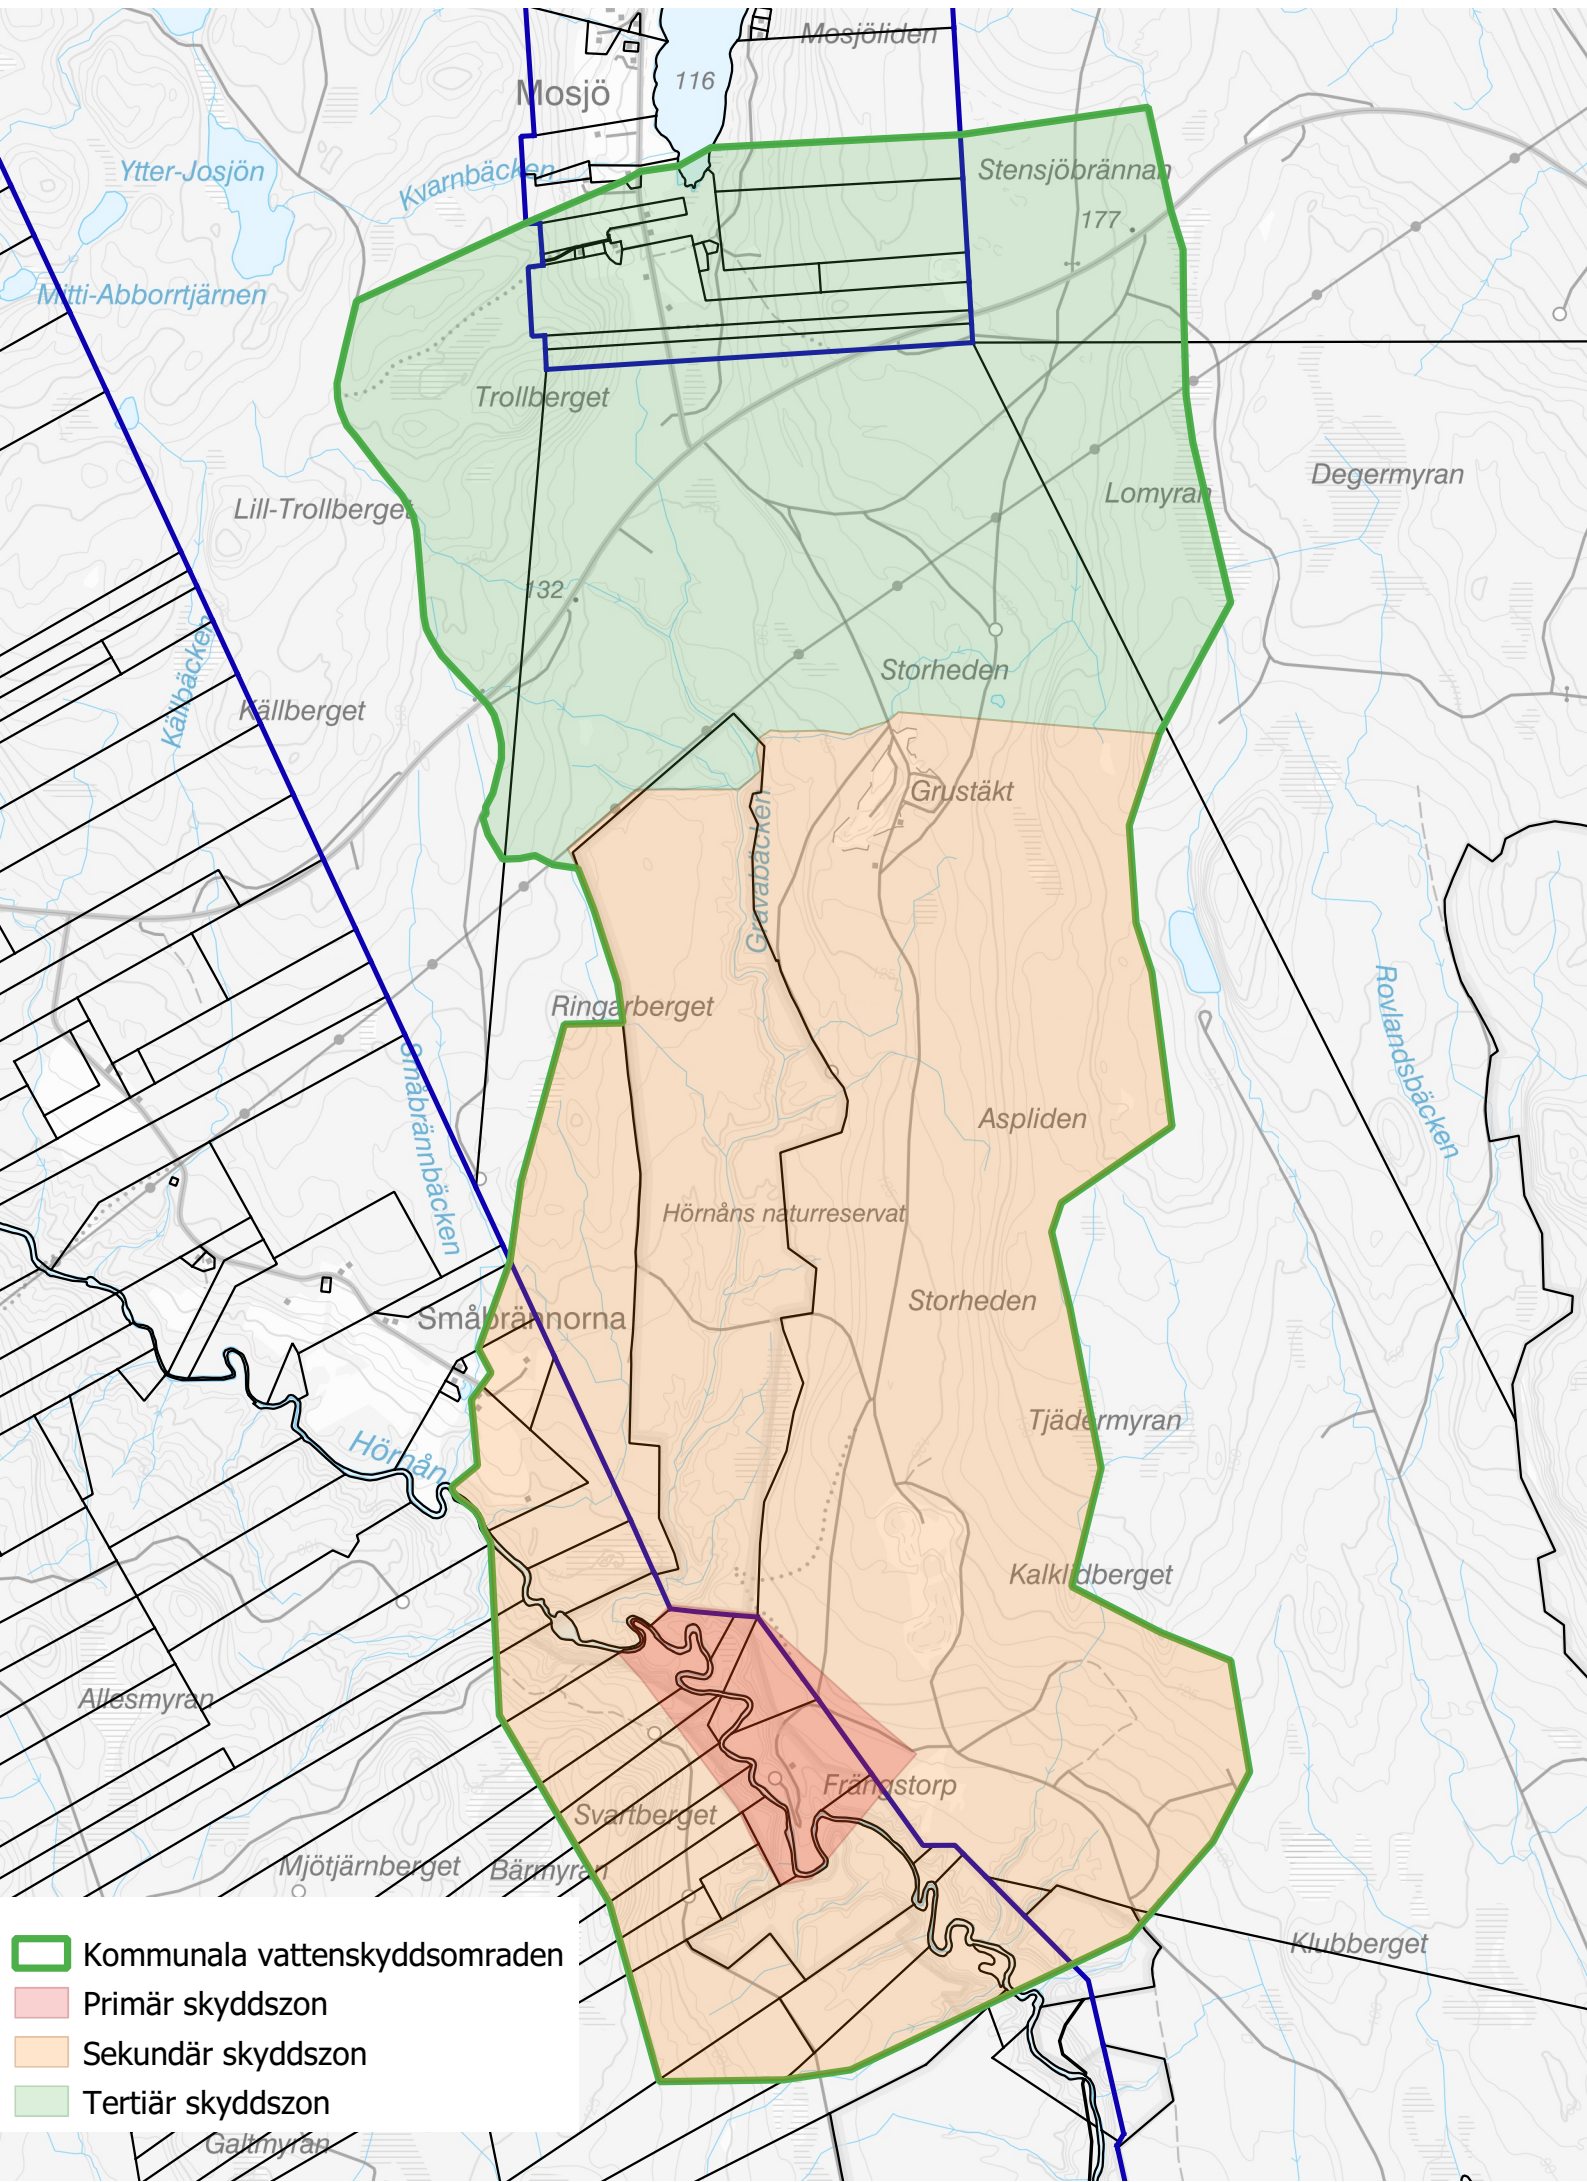 Mosjöliden
116
Mosjö
Ytter-Josjön
Kvarnbäcken
Stensjöbrännan
177
Mitti-Abborrtjärnen
Trollberget
Degermyran
Lomyran
Lill-Trollberget
132
Källbäcken
Storheden
Källberget
Grustäkt
Gravabäcken
Ringarberget
Rovlandsbäcken
Småbrännbäcken
Aspliden
Hörnåns naturreservat
Storheden
Småbrännorna
Tjädermyran
Hörnån
Kalklidberget
Allesmyran
Frängstorp
Svartberget
Mjötjärnberget
Bärmyran
Klubberget
Kommunala vattenskyddsomraden
Primär skyddszon
Sekundär skyddszon
Tertiär skyddszon
Galtmyran